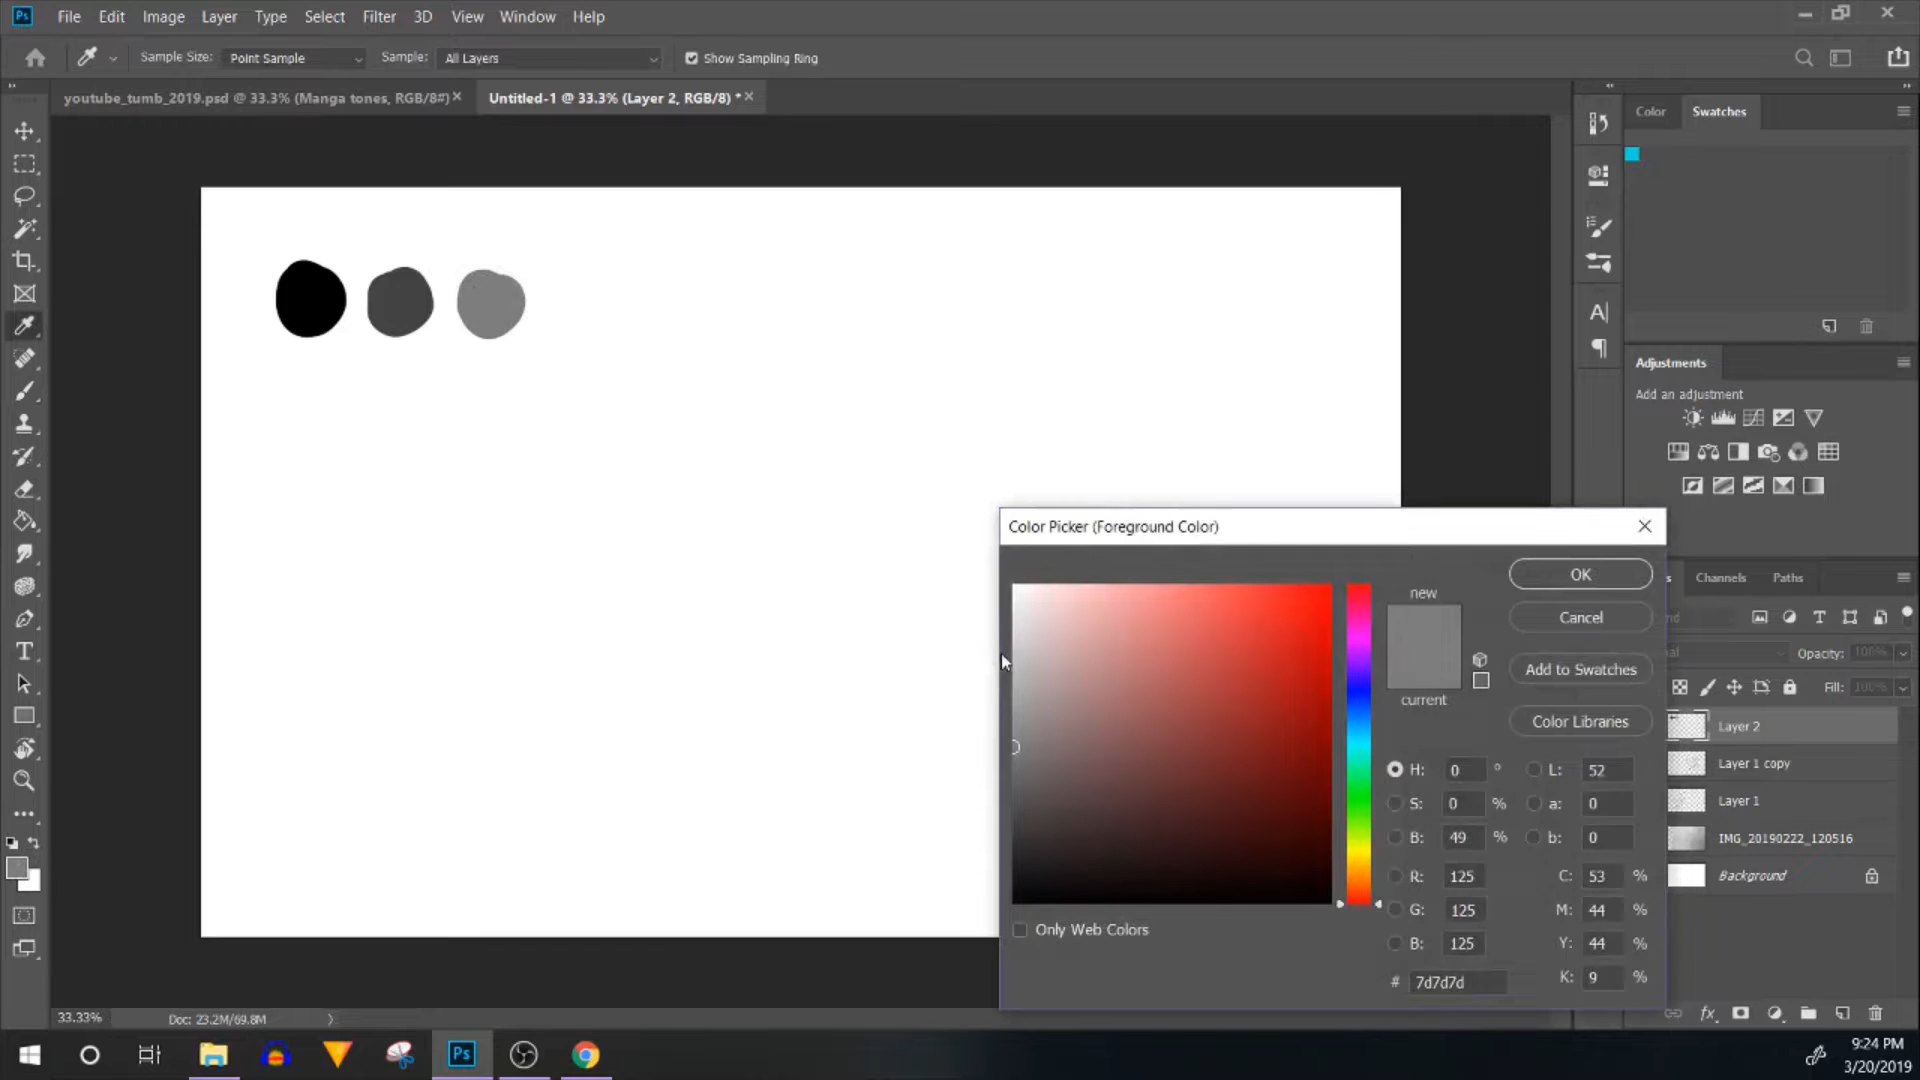 Ps File Edit Image Layer Type Select Filter 3D View Window Help
Sample Size: Point Sample Sample: All Layers Show Sampling Ring
youtube_tumb_2019.psd @ 33.3% (Manga tones, RGB/8#) Untitled-1 @ 33.3% (Layer 2, RGB/8) *
Color Swatches
Adjustments
Add an adjustment
Color Picker (Foreground Color)
OK
new
Cancel
Add to Swatches
current
Color Libraries
H: 0 ° L: 52
S: 0 % a: 0
B: 49 % b: 0
R: 125 C: 53 %
G: 125 M: 44 %
B: 125 Y: 44 %
# 7d7d7d K: 9 %
Only Web Colors
Channels Paths
Opacity: 100%
Fill: 100%
Layer 2
Layer 1 copy
Layer 1
IMG_20190222_120516
Background
33.33% Doc: 23.2M/69.8M
Ps
9:24 PM
3/20/2019